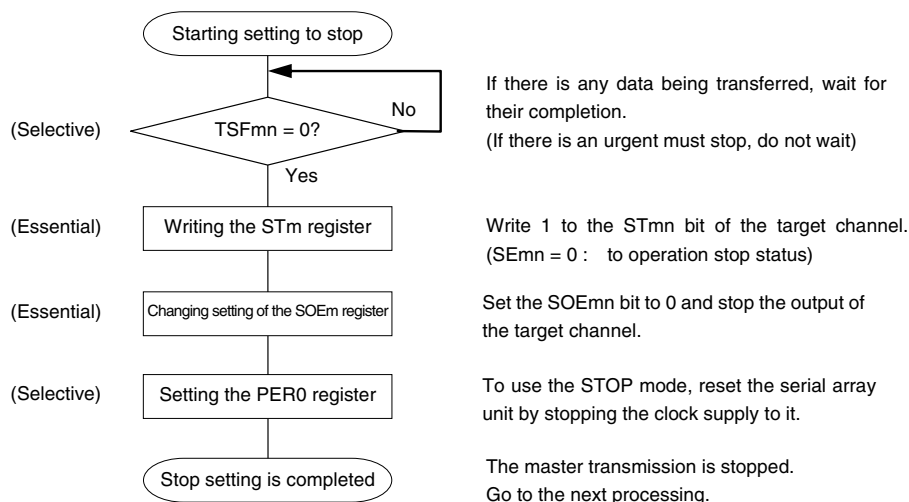 Starting setting to stop
If there is any data being transferred, wait for
their completion.
(If there is an urgent must stop, do not wait)
(Selective)
TSFmn = 0?
No
Yes
(Essential)
Writing the STm register
Write 1 to the STmn bit of the target channel.
(SEmn = 0 : to operation stop status)
(Essential)
Changing setting of the SOEm register
Set the SOEmn bit to 0 and stop the output of
the target channel.
(Selective)
Setting the PER0 register
To use the STOP mode, reset the serial array
unit by stopping the clock supply to it.
Stop setting is completed
The master transmission is stopped.
Go to the next processing.